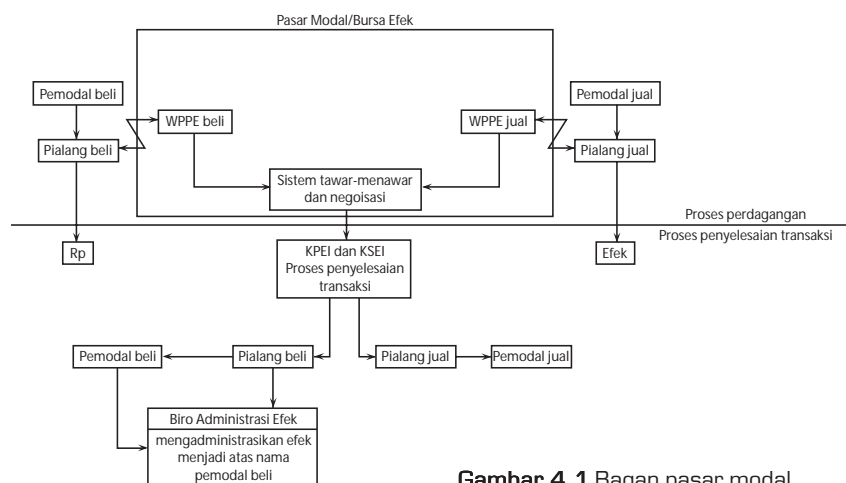 Pasar Modal/Bursa Efek
Pemodal beli
Pemodal jual
WPPE beli
WPPE jual
Pialang beli
Pialang jual
Sistem tawar-menawar
dan negoisasi
Proses perdagangan
Proses penyelesaian transaksi
Rp
KPEI dan KSEI
Proses penyelesaian
transaksi
Efek
Pemodal beli
Pialang beli
Pialang jual
Pemodal jual
Biro Administrasi Efek
mengadministrasikan efek
menjadi atas nama
pemodal beli
Gambar 4.1 Bagan pasar modal